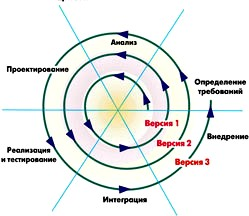 Анализ
Проектирование
Определение
требований
Версия 1
Внедрение
Версия 2
Реализация
и тестирование
Версия 3
Интеграция